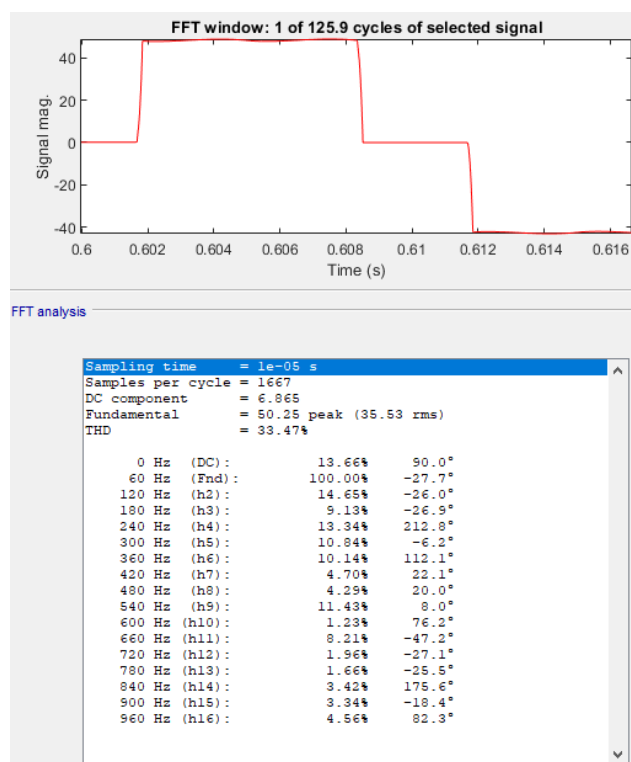 FFT window: 1 of 125.9 cycles of selected signal
40
20
0
-20
-40
Signal mag.
0.6 0.602 0.604 0.606 0.608 0.61 0.612 0.614 0.616
Time (s)
FFT analysis
Sampling time = 1e-05 s
Samples per cycle = 1667
DC component = 6.865
Fundamental = 50.25 peak (35.53 rms)
THD = 33.47%
0 Hz (DC): 13.66% 90.0°
60 Hz (Fnd): 100.00% -27.7°
120 Hz (h2): 14.65% -26.0°
180 Hz (h3): 9.13% -26.9°
240 Hz (h4): 13.34% 212.8°
300 Hz (h5): 10.84% -6.2°
360 Hz (h6): 10.14% 112.1°
420 Hz (h7): 4.70% 22.1°
480 Hz (h8): 4.29% 20.0°
540 Hz (h9): 11.43% 8.0°
600 Hz (h10): 1.23% 76.2°
660 Hz (h11): 8.21% -47.2°
720 Hz (h12): 1.96% -27.1°
780 Hz (h13): 1.66% -25.5°
840 Hz (h14): 3.42% 175.6°
900 Hz (h15): 3.34% -18.4°
960 Hz (h16): 4.56% 82.3°